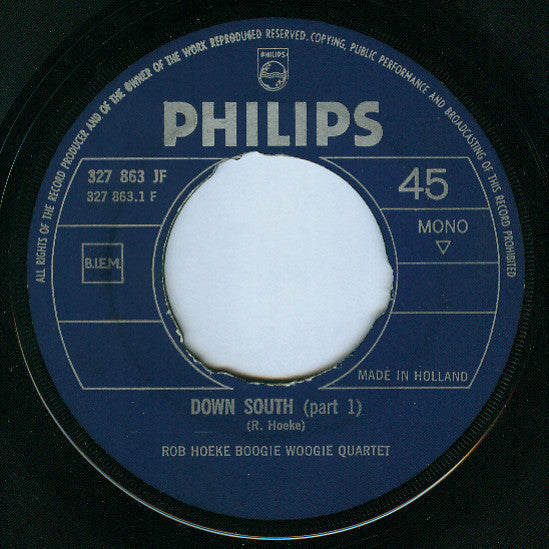 ALL RIGHTS OF THE RECORD PRODUCER AND OF THE OWNER OF THE WORK REPRODUCED RESERVED. COPYING, PUBLIC PERFORMANCE AND BROADCASTING OF THIS RECORD PROHIBITED
PHILIPS
PHILIPS
327 863 JF
327 863.1 F
45
MONO
B.I.E.M.
MADE IN HOLLAND
DOWN SOUTH (part 1)
(R. Hoeke)
ROB HOEKE BOOGIE WOOGIE QUARTET